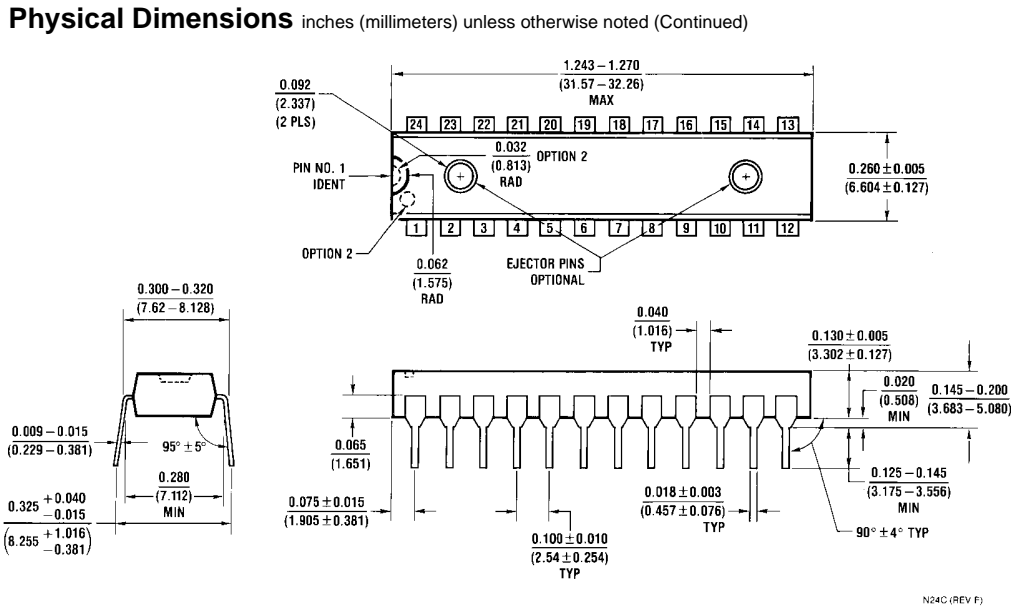 Physical Dimensions inches (millimeters) unless otherwise noted (Continued)
1.243 – 1.270
(31.57 – 32.26)
MAX
0.092
(2.337)
(2 PLS)
24 23 22 21 20 19 18 17 16 15 14 13
0.032
(0.813)
RAD
OPTION 2
PIN NO. 1
IDENT
0.260 ± 0.005
(6.604 ± 0.127)
1 2 3 4 5 6 7 8 9 10 11 12
OPTION 2
0.062
(1.575)
RAD
EJECTOR PINS
OPTIONAL
0.300 – 0.320
(7.62 – 8.128)
0.040
(1.016)
TYP
0.130 ± 0.005
(3.302 ± 0.127)
0.020
(0.508)
MIN
0.145 – 0.200
(3.683 – 5.080)
0.009 – 0.015
(0.229 – 0.381)
95° ± 5°
0.280
(7.112)
MIN
0.325 +0.040
−0.015
(8.255 +1.016
−0.381)
0.065
(1.651)
0.075 ± 0.015
(1.905 ± 0.381)
0.100 ± 0.010
(2.54 ± 0.254)
TYP
0.018 ± 0.003
(0.457 ± 0.076)
TYP
0.125 – 0.145
(3.175 – 3.556)
MIN
90° ± 4° TYP
N24C (REV F)